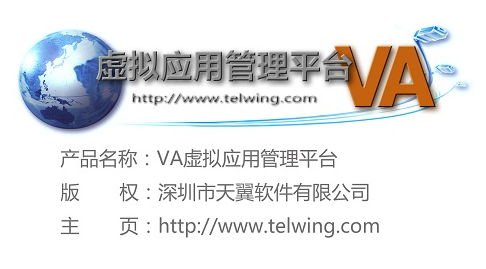 虚拟应用管理平台 VA
http://www.telwing.com
产品名称：VA虚拟应用管理平台
版　　权：深圳市天翼软件有限公司
主　　页：http://www.telwing.com